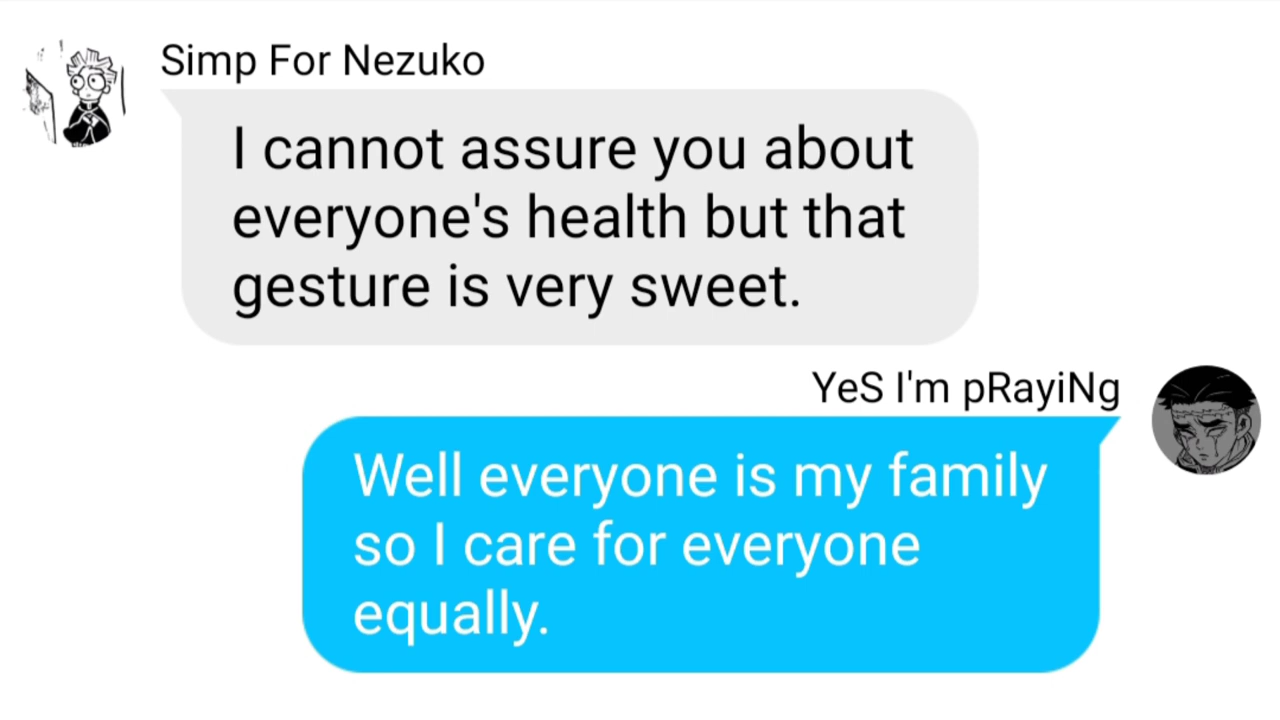 Simp For Nezuko
I cannot assure you about
everyone's health but that
gesture is very sweet.
YeS I'm pRayiNg
Well everyone is my family
so I care for everyone
equally.